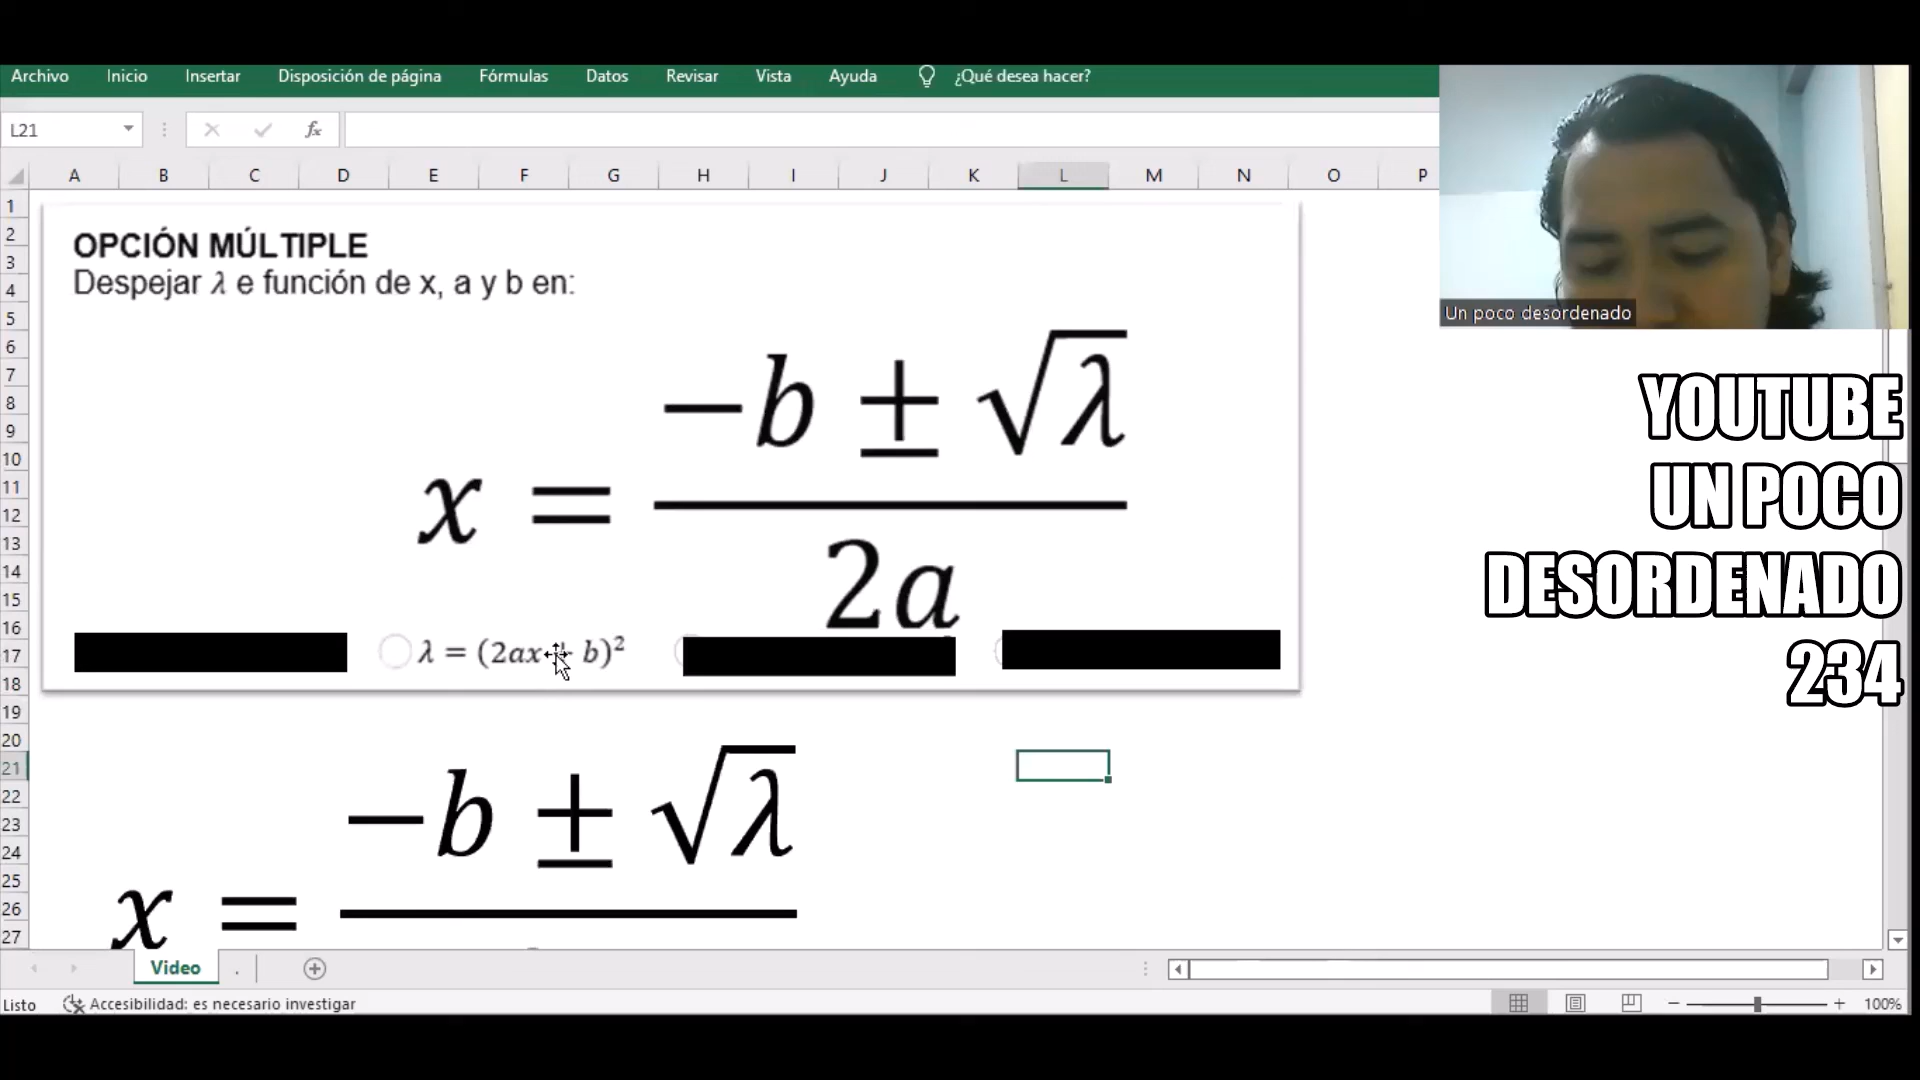 Archivo Inicio Insertar Disposición de página Fórmulas Datos Revisar Vista Ayuda ¿Qué desea hacer?
L21 fx
A B C D E F G H I J K L M N O P
1
2
3
4
5
6
7
8
9
10
11
12
13
14
15
16
17
18
19
20
21
22
23
24
25
26
27
OPCIÓN MÚLTIPLE
Despejar λ e función de x, a y b en:
x = −b ± √λ
2a
λ = (2ax + b)²
x = −b ± √λ
Un poco desordenado
YOUTUBE
UN POCO
DESORDENADO
234
Video .
Listo Accesibilidad: es necesario investigar 100%